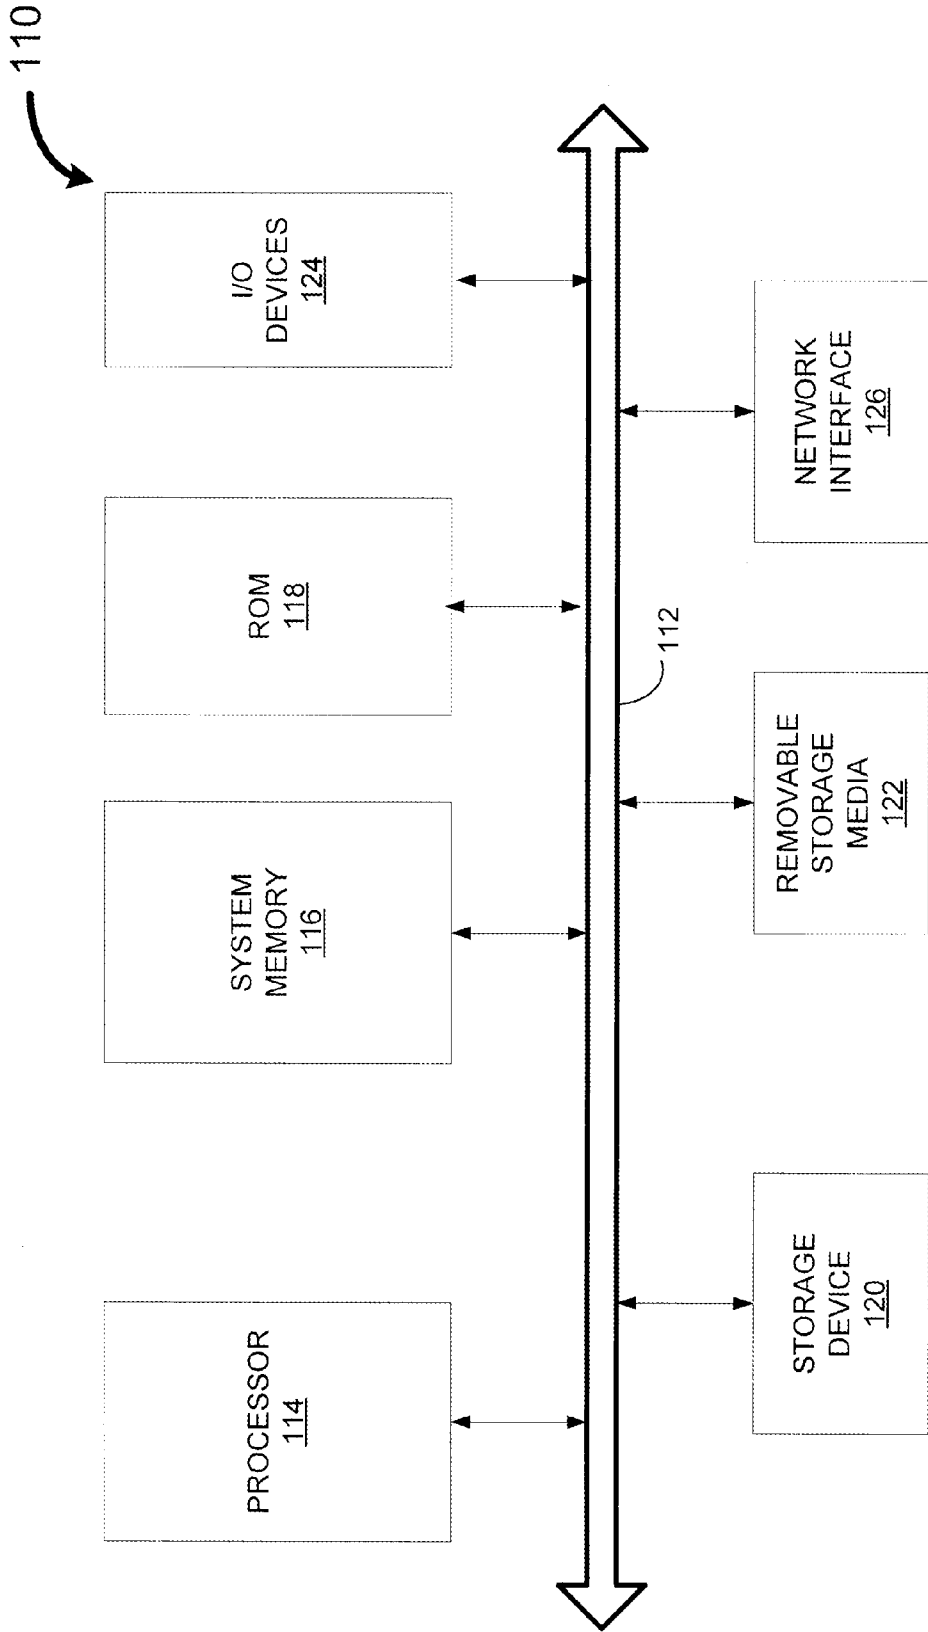 110
PROCESSOR
114
SYSTEM
MEMORY
116
ROM
118
I/O
DEVICES
124
112
STORAGE
DEVICE
120
REMOVABLE
STORAGE
MEDIA
122
NETWORK
INTERFACE
126